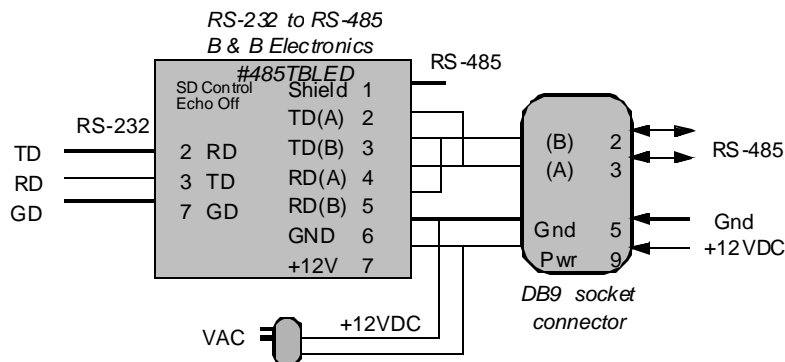 RS-232 to RS-485
B & B Electronics
#485TBLED
SD Control
Echo Off
Shield 1
TD(A) 2
TD(B) 3
RD(A) 4
RD(B) 5
GND 6
+12V 7
RS-232
TD
RD
GD
2 RD
3 TD
7 GD
RS-485
(B) 2
(A) 3
Gnd 5
Pwr 9
RS-485
Gnd
+12VDC
DB9 socket
connector
VAC
+12VDC